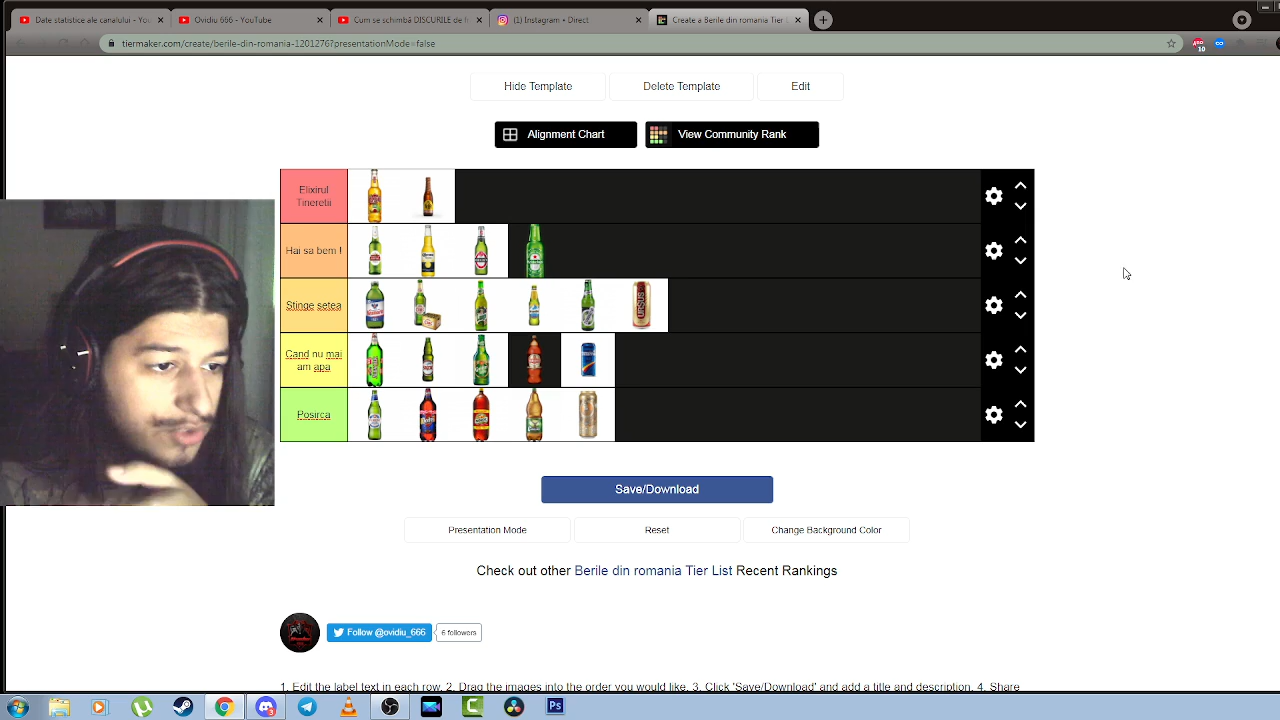 Date statistice ale canalului - You
Ovidiu 666 - YouTube
Cum se schimbă DISCURILE de f
(1) Instagram • Direct
Create a Berile din romania Tier L
tiermaker.com/create/berile-din-romania-1201276?presentationMode=false
10
Hide Template
Delete Template
Edit
Alignment Chart
View Community Rank
Elixirul
Tineretii
Hai sa bem !
Stinge setea
URSUS
Cand nu mai
am apa
Posirca
Save/Download
Presentation Mode
Reset
Change Background Color
Check out other Berile din romania Tier List Recent Rankings
Follow @ovidiu_666
6 followers
1. Edit the label text in each row. 2. Drag the images into the order you would like. 3. Click 'Save/Download' and add a title and description. 4. Share